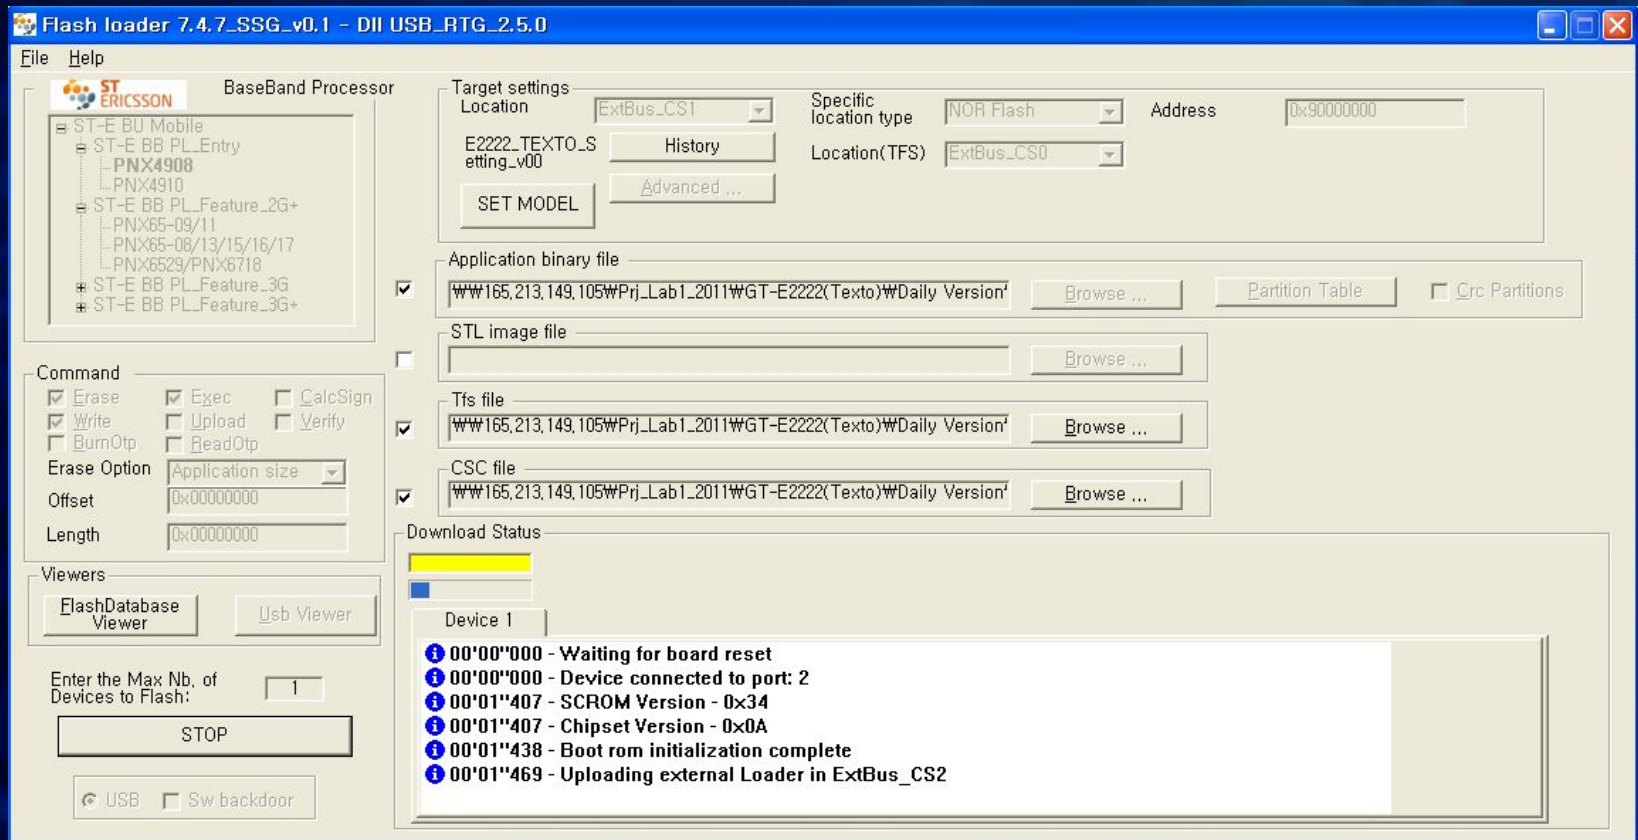 Flash loader 7.4.7_SSG_v0.1 - Dll USB_RTG_2.5.0
File Help
ST ERICSSON
BaseBand Processor
ST-E BU Mobile
ST-E BB PL_Entry
PNX4908
PNX4910
ST-E BB PL_Feature_2G+
PNX65-09/11
PNX65-08/13/15/16/17
PNX6529/PNX6718
ST-E BB PL_Feature_3G
ST-E BB PL_Feature_3G+
Target settings
Location ExtBus_CS1
Specific
location type NOR Flash
Address 0x90000000
E2222_TEXTO_S
etting_v00
History
Location(TFS) ExtBus_CS0
SET MODEL
Advanced ...
Application binary file
₩₩165,213,149,105₩Prj_Lab1_2011₩GT-E2222(Texto)₩Daily Version'
Browse ...
Partition Table
Crc Partitions
STL image file
Browse ...
Tfs file
₩₩165,213,149,105₩Prj_Lab1_2011₩GT-E2222(Texto)₩Daily Version'
Browse ...
CSC file
₩₩165,213,149,105₩Prj_Lab1_2011₩GT-E2222(Texto)₩Daily Version'
Browse ...
Command
Erase Exec CalcSign
Write Upload Verify
BurnOtp ReadOtp
Erase Option Application size
Offset 0x00000000
Length 0x00000000
Viewers
FlashDatabase
Viewer
Usb Viewer
Enter the Max Nb, of
Devices to Flash:
1
STOP
USB Sw backdoor
Download Status
Device 1
00'00"000 - Waiting for board reset
00'00"000 - Device connected to port: 2
00'01"407 - SCROM Version - 0x34
00'01"407 - Chipset Version - 0x0A
00'01"438 - Boot rom initialization complete
00'01"469 - Uploading external Loader in ExtBus_CS2